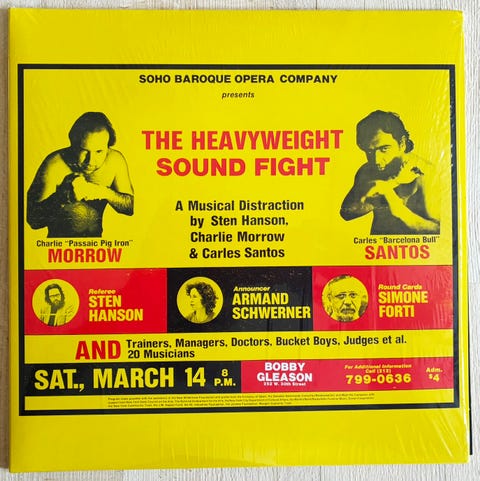 SOHO BAROQUE OPERA COMPANY
presents
THE HEAVYWEIGHT
SOUND FIGHT
A Musical Distraction
by Sten Hanson,
Charlie Morrow
& Carles Santos
Charlie "Passaic Pig Iron"
MORROW
Carles "Barcelona Bull"
SANTOS
Referee
STEN
HANSON
Announcer
ARMAND
SCHWERNER
Round Cards
SIMONE
FORTI
AND Trainers, Managers, Doctors, Bucket Boys, Judges et al.
20 Musicians
SAT., MARCH 14 8 P.M.
BOBBY
GLEASON
252 W. 30th Street
For Additional Information
Call (212)
799-0636
Adm.
$4